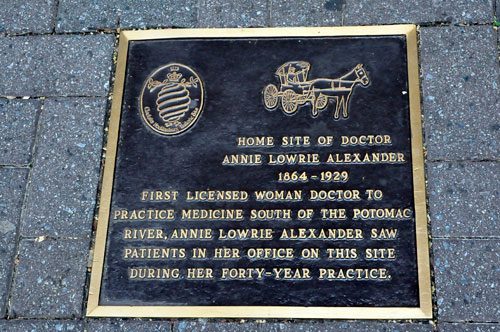 HOME SITE OF DOCTOR
ANNIE LOWRIE ALEXANDER
1864-1929
FIRST LICENSED WOMAN DOCTOR TO
PRACTICE MEDICINE SOUTH OF THE POTOMAC
RIVER, ANNIE LOWRIE ALEXANDER SAW
PATIENTS IN HER OFFICE ON THIS SITE
DURING HER FORTY-YEAR PRACTICE.